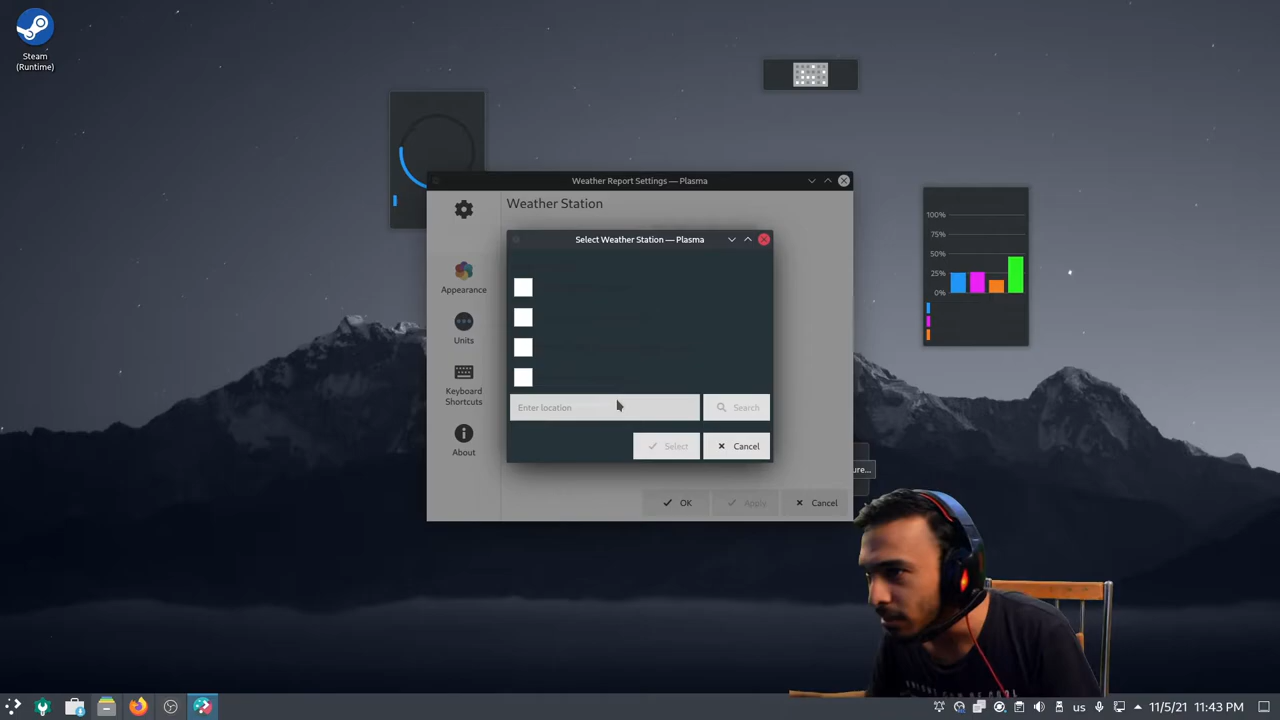 Steam
(Runtime)
Weather Report Settings — Plasma
Weather Station
Select Weather Station — Plasma
Appearance
Units
Keyboard
Shortcuts
About
Enter location
Search
Select
Cancel
OK
Apply
Cancel
ure...
100%
75%
50%
25%
0%
us
11/5/21
11:43 PM